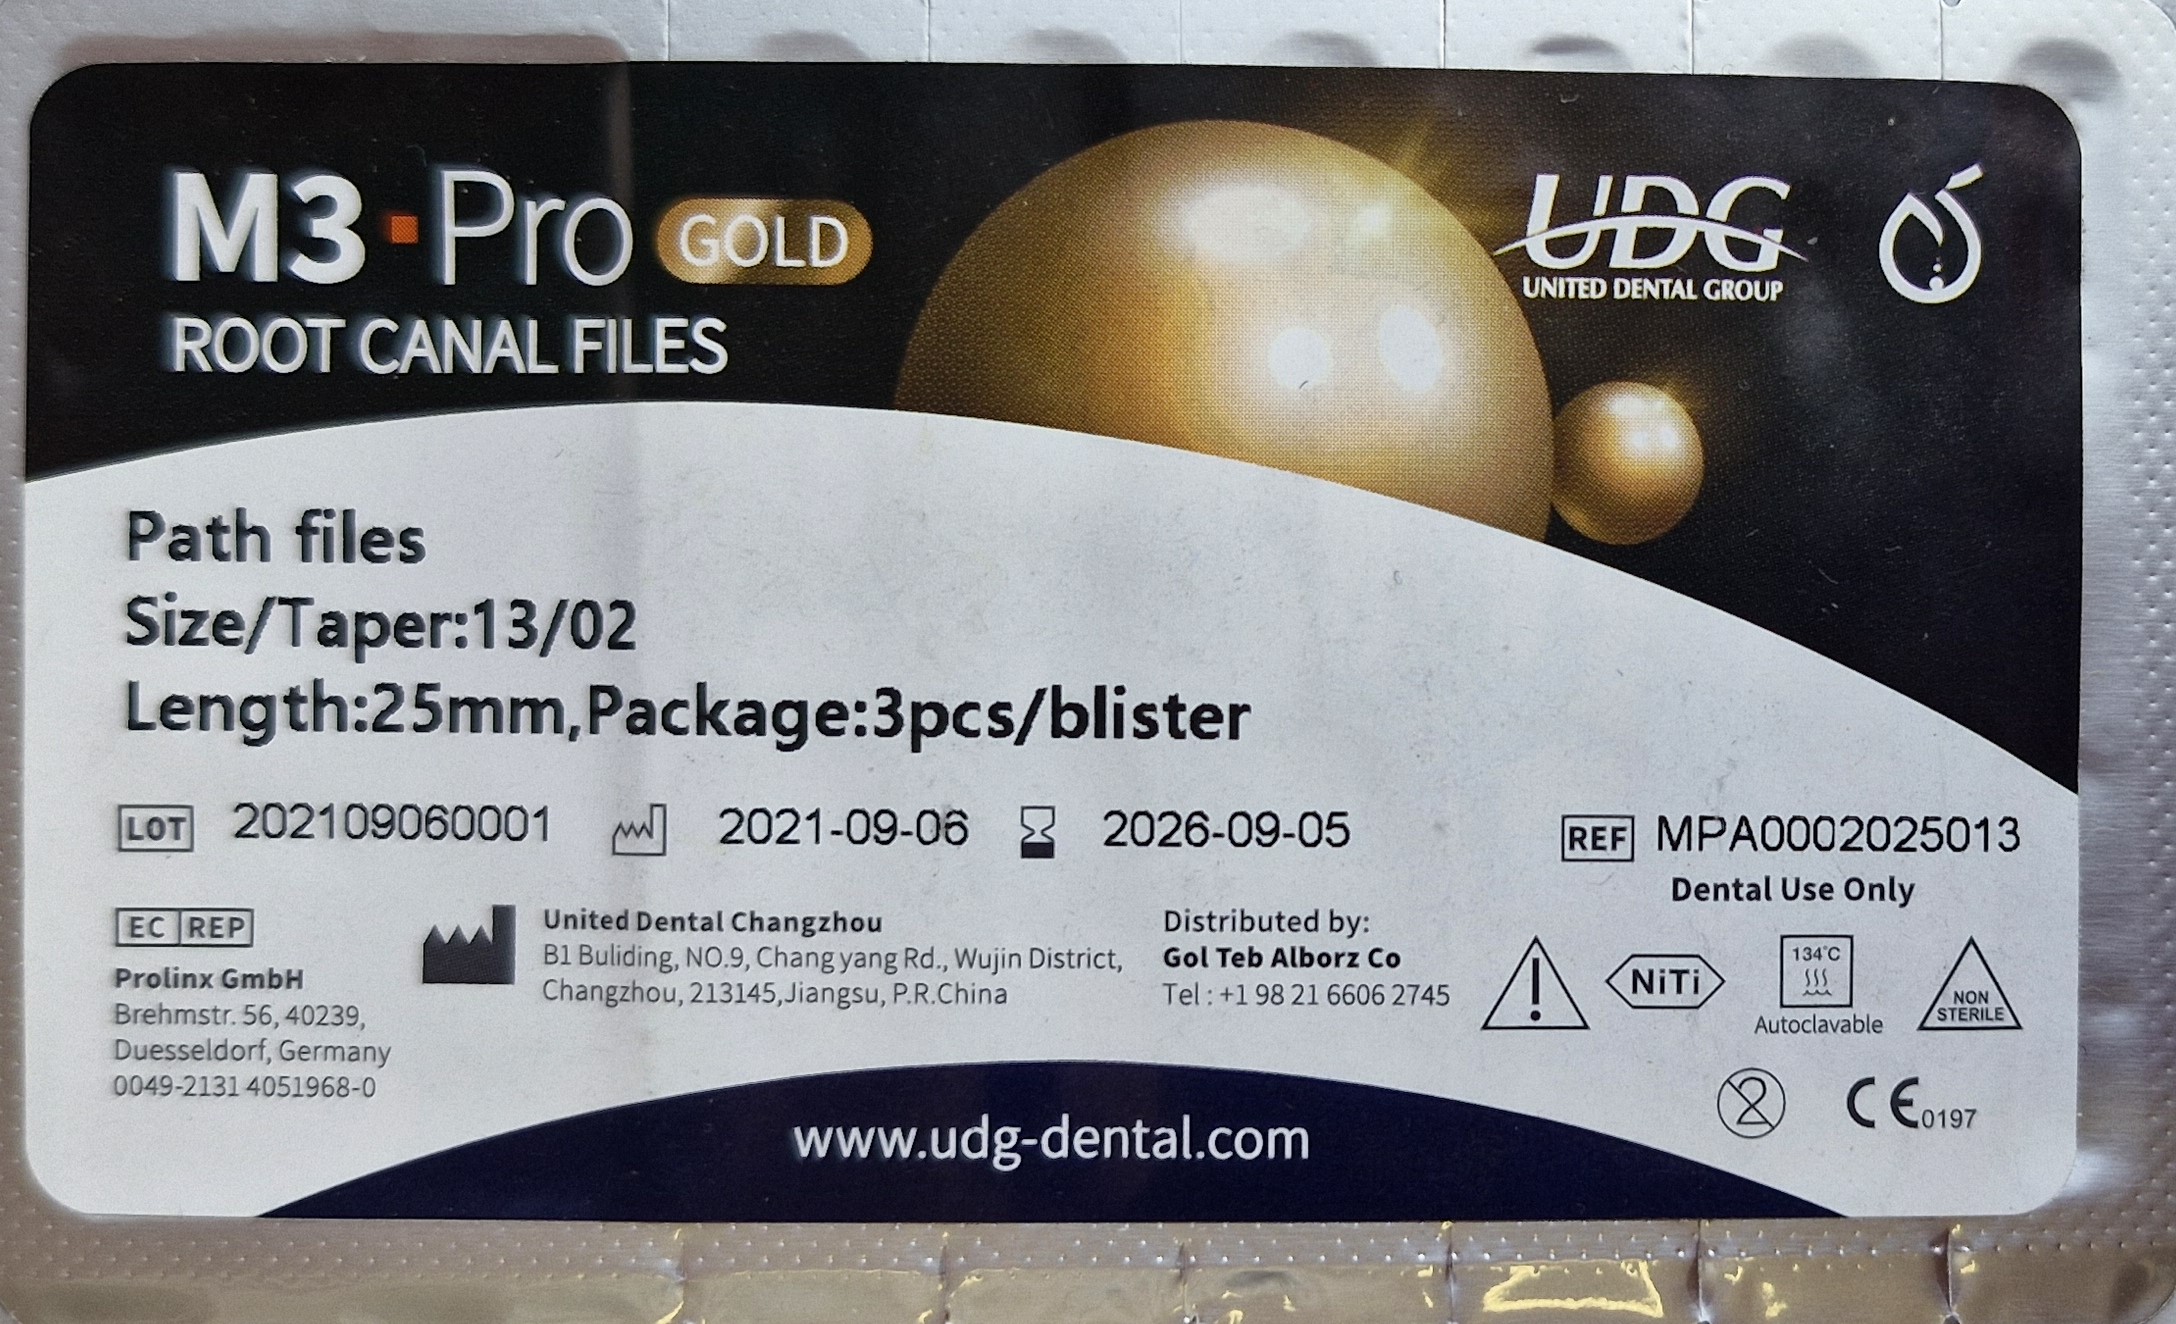 M3·Pro GOLD
ROOT CANAL FILES
UDG
UNITED DENTAL GROUP
Path files
Size/Taper:13/02
Length:25mm,Package:3pcs/blister
LOT 202109060001 2021-09-06 2026-09-05
REF MPA0002025013
Dental Use Only
EC REP
Prolinx GmbH
Brehmstr. 56, 40239,
Duesseldorf, Germany
0049-2131 4051968-0
United Dental Changzhou
B1 Buliding, NO.9, Chang yang Rd., Wujin District,
Changzhou, 213145,Jiangsu, P.R.China
Distributed by:
Gol Teb Alborz Co
Tel : +1 98 21 6606 2745
!
NiTi
134°C
Autoclavable
NON
STERILE
2
CE 0197
www.udg-dental.com